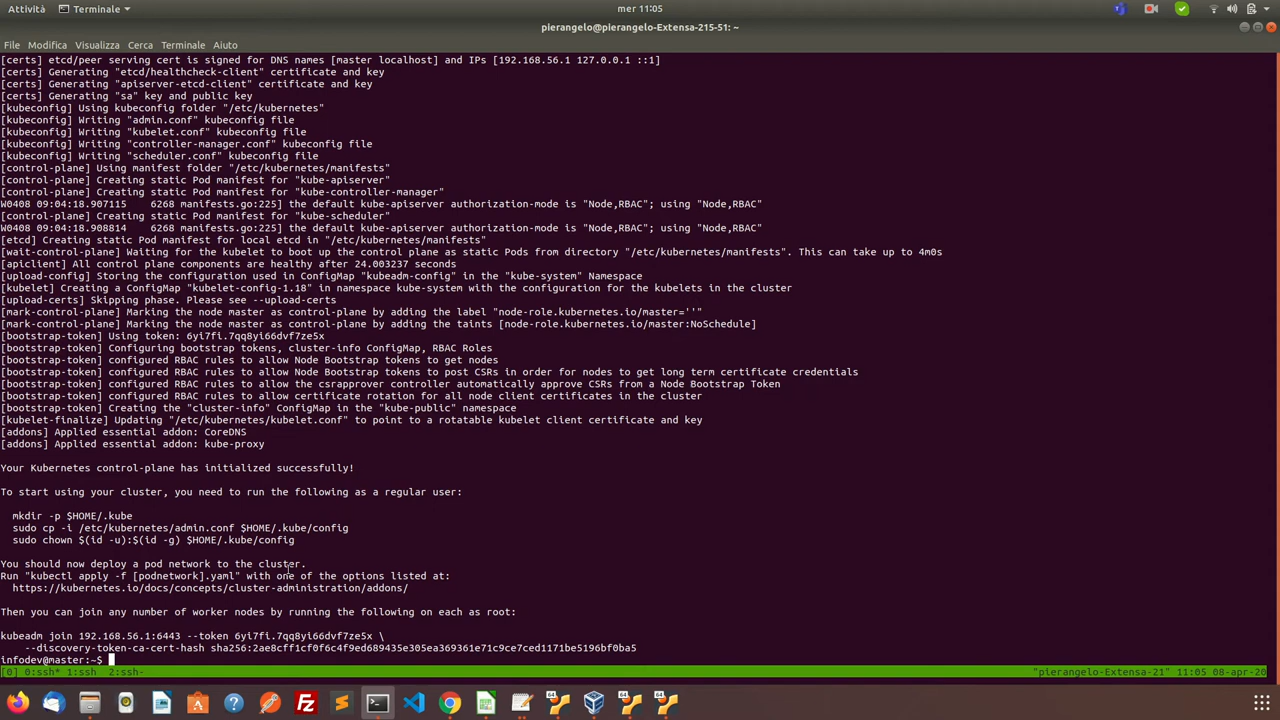 Attività
Terminale
mer 11:05
pierangelo@pierangelo-Extensa-215-51: ~
File Modifica Visualizza Cerca Terminale Aiuto
[certs] etcd/peer serving cert is signed for DNS names [master localhost] and IPs [192.168.56.1 127.0.0.1 ::1]
[certs] Generating "etcd/healthcheck-client" certificate and key
[certs] Generating "apiserver-etcd-client" certificate and key
[certs] Generating "sa" key and public key
[kubeconfig] Using kubeconfig folder "/etc/kubernetes"
[kubeconfig] Writing "admin.conf" kubeconfig file
[kubeconfig] Writing "kubelet.conf" kubeconfig file
[kubeconfig] Writing "controller-manager.conf" kubeconfig file
[kubeconfig] Writing "scheduler.conf" kubeconfig file
[control-plane] Using manifest folder "/etc/kubernetes/manifests"
[control-plane] Creating static Pod manifest for "kube-apiserver"
[control-plane] Creating static Pod manifest for "kube-controller-manager"
W0408 09:04:18.907115    6268 manifests.go:225] the default kube-apiserver authorization-mode is "Node,RBAC"; using "Node,RBAC"
[control-plane] Creating static Pod manifest for "kube-scheduler"
W0408 09:04:18.908814    6268 manifests.go:225] the default kube-apiserver authorization-mode is "Node,RBAC"; using "Node,RBAC"
[etcd] Creating static Pod manifest for local etcd in "/etc/kubernetes/manifests"
[wait-control-plane] Waiting for the kubelet to boot up the control plane as static Pods from directory "/etc/kubernetes/manifests". This can take up to 4m0s
[apiclient] All control plane components are healthy after 24.003237 seconds
[upload-config] Storing the configuration used in ConfigMap "kubeadm-config" in the "kube-system" Namespace
[kubelet] Creating a ConfigMap "kubelet-config-1.18" in namespace kube-system with the configuration for the kubelets in the cluster
[upload-certs] Skipping phase. Please see --upload-certs
[mark-control-plane] Marking the node master as control-plane by adding the label "node-role.kubernetes.io/master=''"
[mark-control-plane] Marking the node master as control-plane by adding the taints [node-role.kubernetes.io/master:NoSchedule]
[bootstrap-token] Using token: 6yi7fi.7qq8yi66dvf7ze5x
[bootstrap-token] Configuring bootstrap tokens, cluster-info ConfigMap, RBAC Roles
[bootstrap-token] configured RBAC rules to allow Node Bootstrap tokens to get nodes
[bootstrap-token] configured RBAC rules to allow Node Bootstrap tokens to post CSRs in order for nodes to get long term certificate credentials
[bootstrap-token] configured RBAC rules to allow the csrapprover controller automatically approve CSRs from a Node Bootstrap Token
[bootstrap-token] configured RBAC rules to allow certificate rotation for all node client certificates in the cluster
[bootstrap-token] Creating the "cluster-info" ConfigMap in the "kube-public" namespace
[kubelet-finalize] Updating "/etc/kubernetes/kubelet.conf" to point to a rotatable kubelet client certificate and key
[addons] Applied essential addon: CoreDNS
[addons] Applied essential addon: kube-proxy
Your Kubernetes control-plane has initialized successfully!
To start using your cluster, you need to run the following as a regular user:
mkdir -p $HOME/.kube
sudo cp -i /etc/kubernetes/admin.conf $HOME/.kube/config
sudo chown $(id -u):$(id -g) $HOME/.kube/config
You should now deploy a pod network to the cluster.
Run "kubectl apply -f [podnetwork].yaml" with one of the options listed at:
https://kubernetes.io/docs/concepts/cluster-administration/addons/
Then you can join any number of worker nodes by running the following on each as root:
kubeadm join 192.168.56.1:6443 --token 6yi7fi.7qq8yi66dvf7ze5x \
--discovery-token-ca-cert-hash sha256:2ae8cff1cf0f6c4f9ed689435e305ea369361e71c9ce7ced1171be5196bf0ba5
infodev@master:~$
[0] 0:ssh* 1:ssh  2:ssh-
"pierangelo-Extensa-21" 11:05 08-apr-20